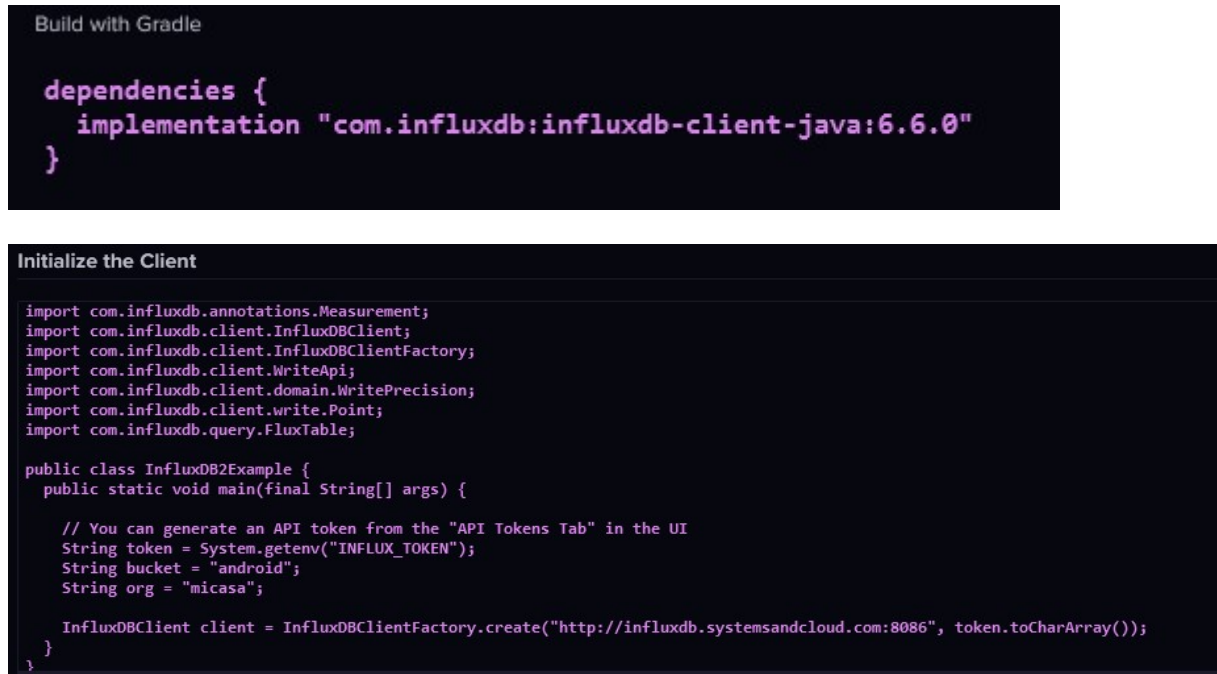 Build with Gradle
dependencies {
implementation "com.influxdb:influxdb-client-java:6.6.0"
}
Initialize the Client
import com.influxdb.annotations.Measurement;
import com.influxdb.client.InfluxDBClient;
import com.influxdb.client.InfluxDBClientFactory;
import com.influxdb.client.WriteApi;
import com.influxdb.client.domain.WritePrecision;
import com.influxdb.client.write.Point;
import com.influxdb.query.FluxTable;
public class InfluxDB2Example {
public static void main(final String[] args) {
// You can generate an API token from the "API Tokens Tab" in the UI
String token = System.getenv("INFLUX_TOKEN");
String bucket = "android";
String org = "micasa";
InfluxDBClient client = InfluxDBClientFactory.create("http://influxdb.systemsandcloud.com:8086", token.toCharArray());
}
}